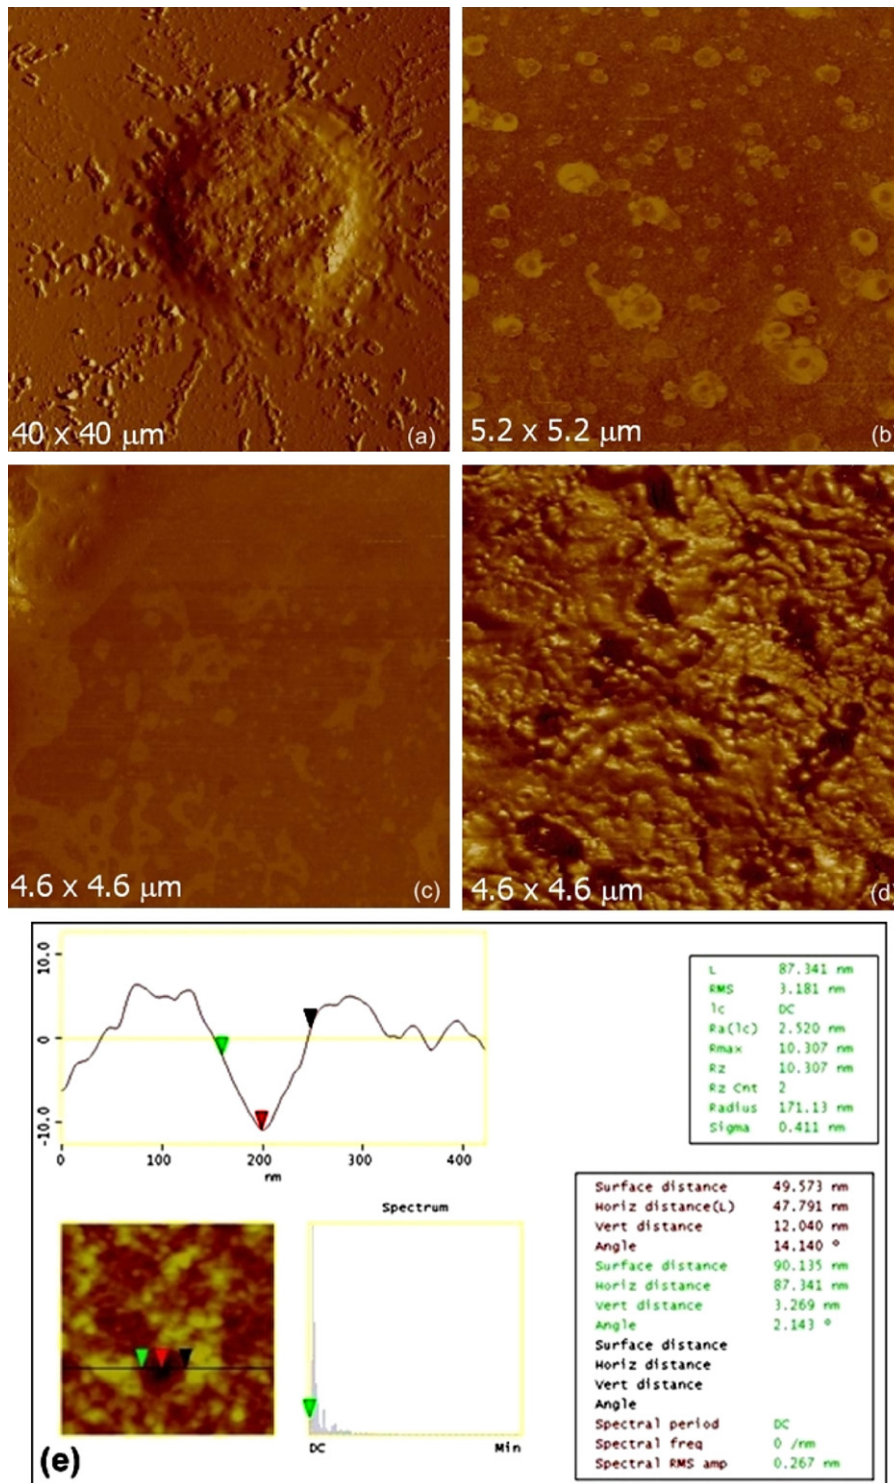 40 x 40 μm
(a)
5.2 x 5.2 μm
(b)
4.6 x 4.6 μm
(c)
4.6 x 4.6 μm
(d)
10.0
0
-10.0
0
100
200
300
400
nm
L 87.341 nm
RMS 3.181 nm
lc DC
Ra(lc) 2.520 nm
Rmax 10.307 nm
Rz 10.307 nm
Rz Cnt 2
Radius 171.13 nm
Sigma 0.411 nm
Spectrum
DC
Min
Surface distance 49.573 nm
Horiz distance(L) 47.791 nm
Vert distance 12.040 nm
Angle 14.140 °
Surface distance 90.135 nm
Horiz distance 87.341 nm
Vert distance 3.269 nm
Angle 2.143 °
Surface distance
Horiz distance
Vert distance
Angle
Spectral period DC
Spectral freq 0 /nm
Spectral RMS amp 0.267 nm
(e)